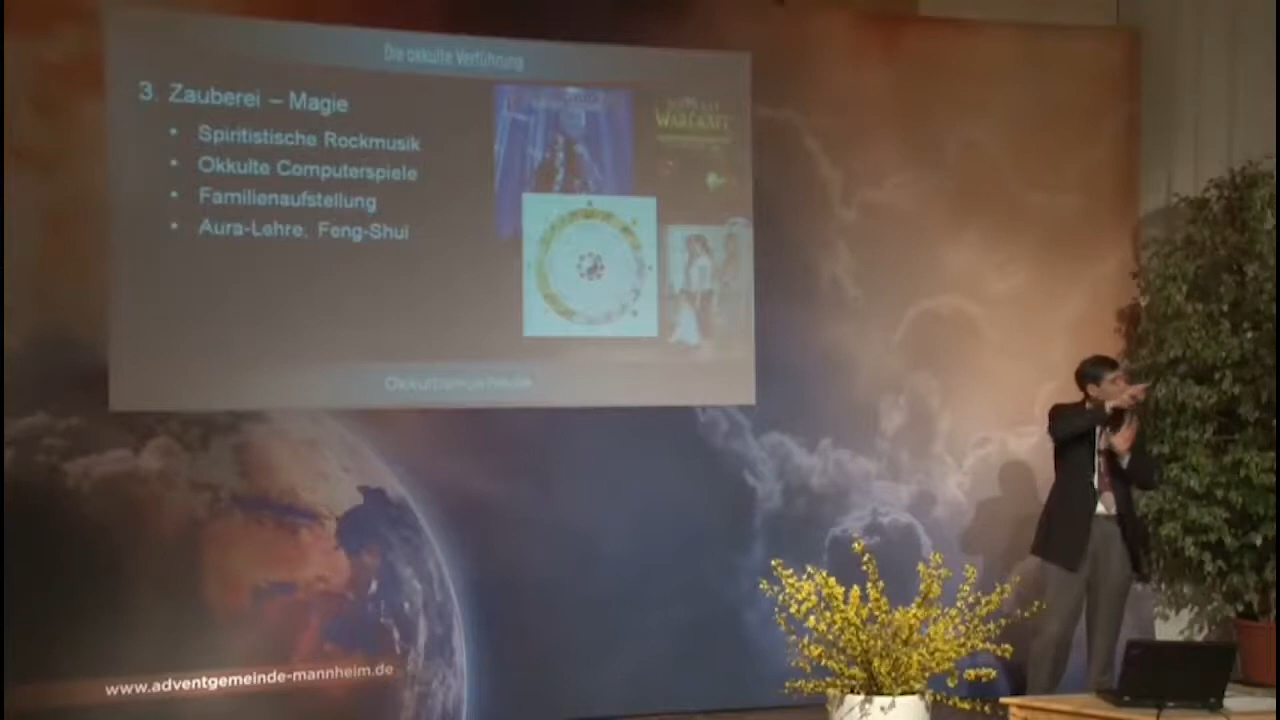 Die okkulte Verführung
3. Zauberei – Magie
• Spiritistische Rockmusik
• Okkulte Computerspiele
• Familienaufstellung
• Aura-Lehre, Feng-Shui
WARCRAFT
Okkultismus heute
www.adventgemeinde-mannheim.de